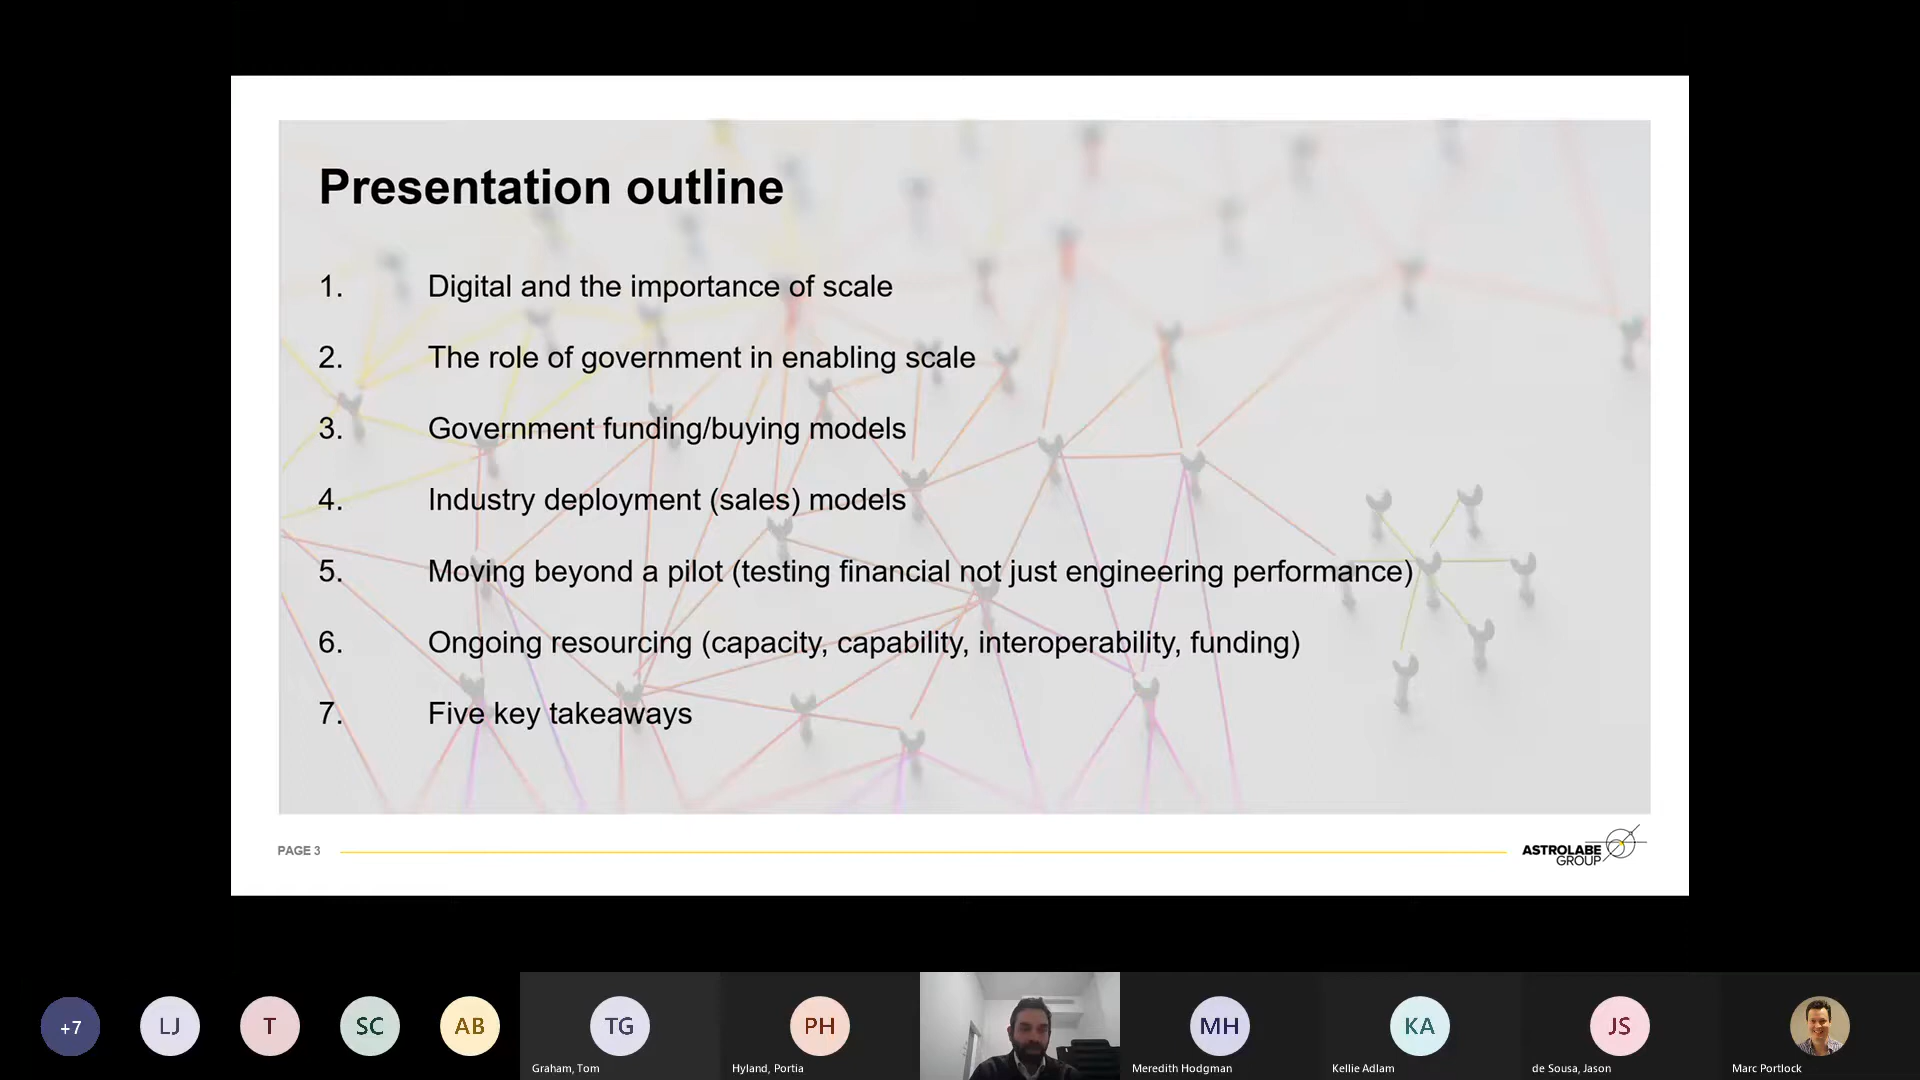 Presentation outline
1. Digital and the importance of scale
2. The role of government in enabling scale
3. Government funding/buying models
4. Industry deployment (sales) models
5. Moving beyond a pilot (testing financial not just engineering performance)
6. Ongoing resourcing (capacity, capability, interoperability, funding)
7. Five key takeaways
PAGE 3
ASTROLABE
GROUP
+7
LJ
T
SC
AB
TG
PH
MH
KA
JS
Graham, Tom
Hyland, Portia
Meredith Hodgman
Kellie Adlam
de Sousa, Jason
Marc Portlock